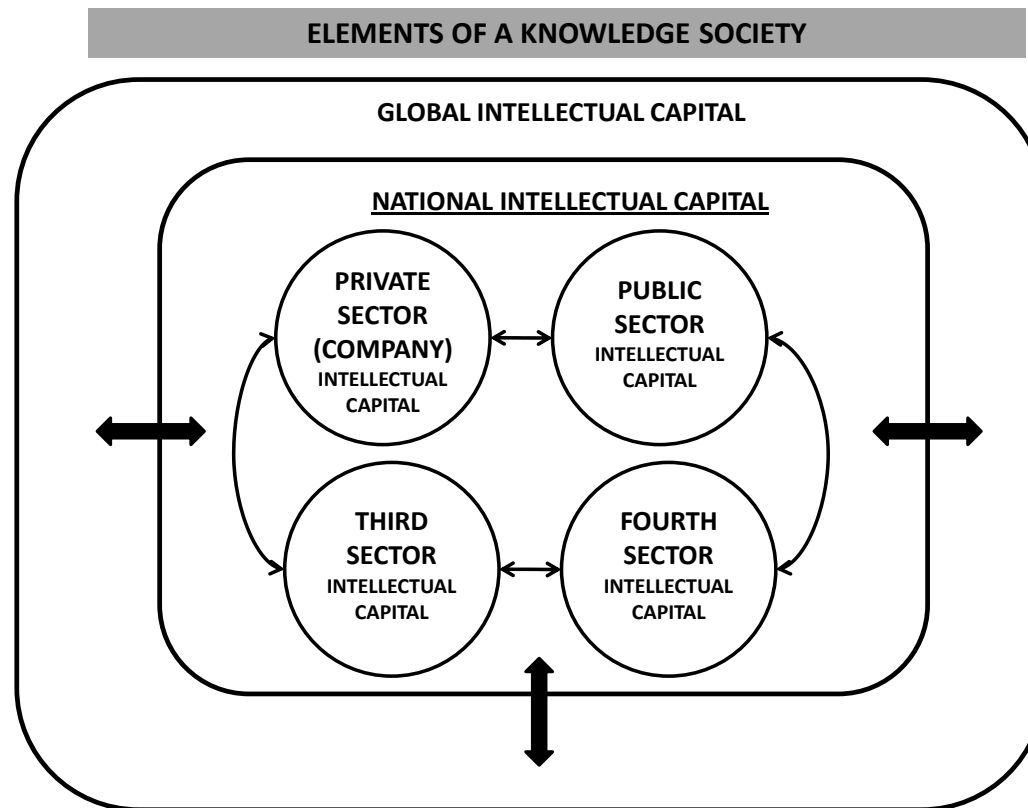 ELEMENTS OF A KNOWLEDGE SOCIETY
GLOBAL INTELLECTUAL CAPITAL
NATIONAL INTELLECTUAL CAPITAL
PRIVATE
SECTOR
(COMPANY)
INTELLECTUAL
CAPITAL
PUBLIC
SECTOR
INTELLECTUAL
CAPITAL
THIRD
SECTOR
INTELLECTUAL
CAPITAL
FOURTH
SECTOR
INTELLECTUAL
CAPITAL